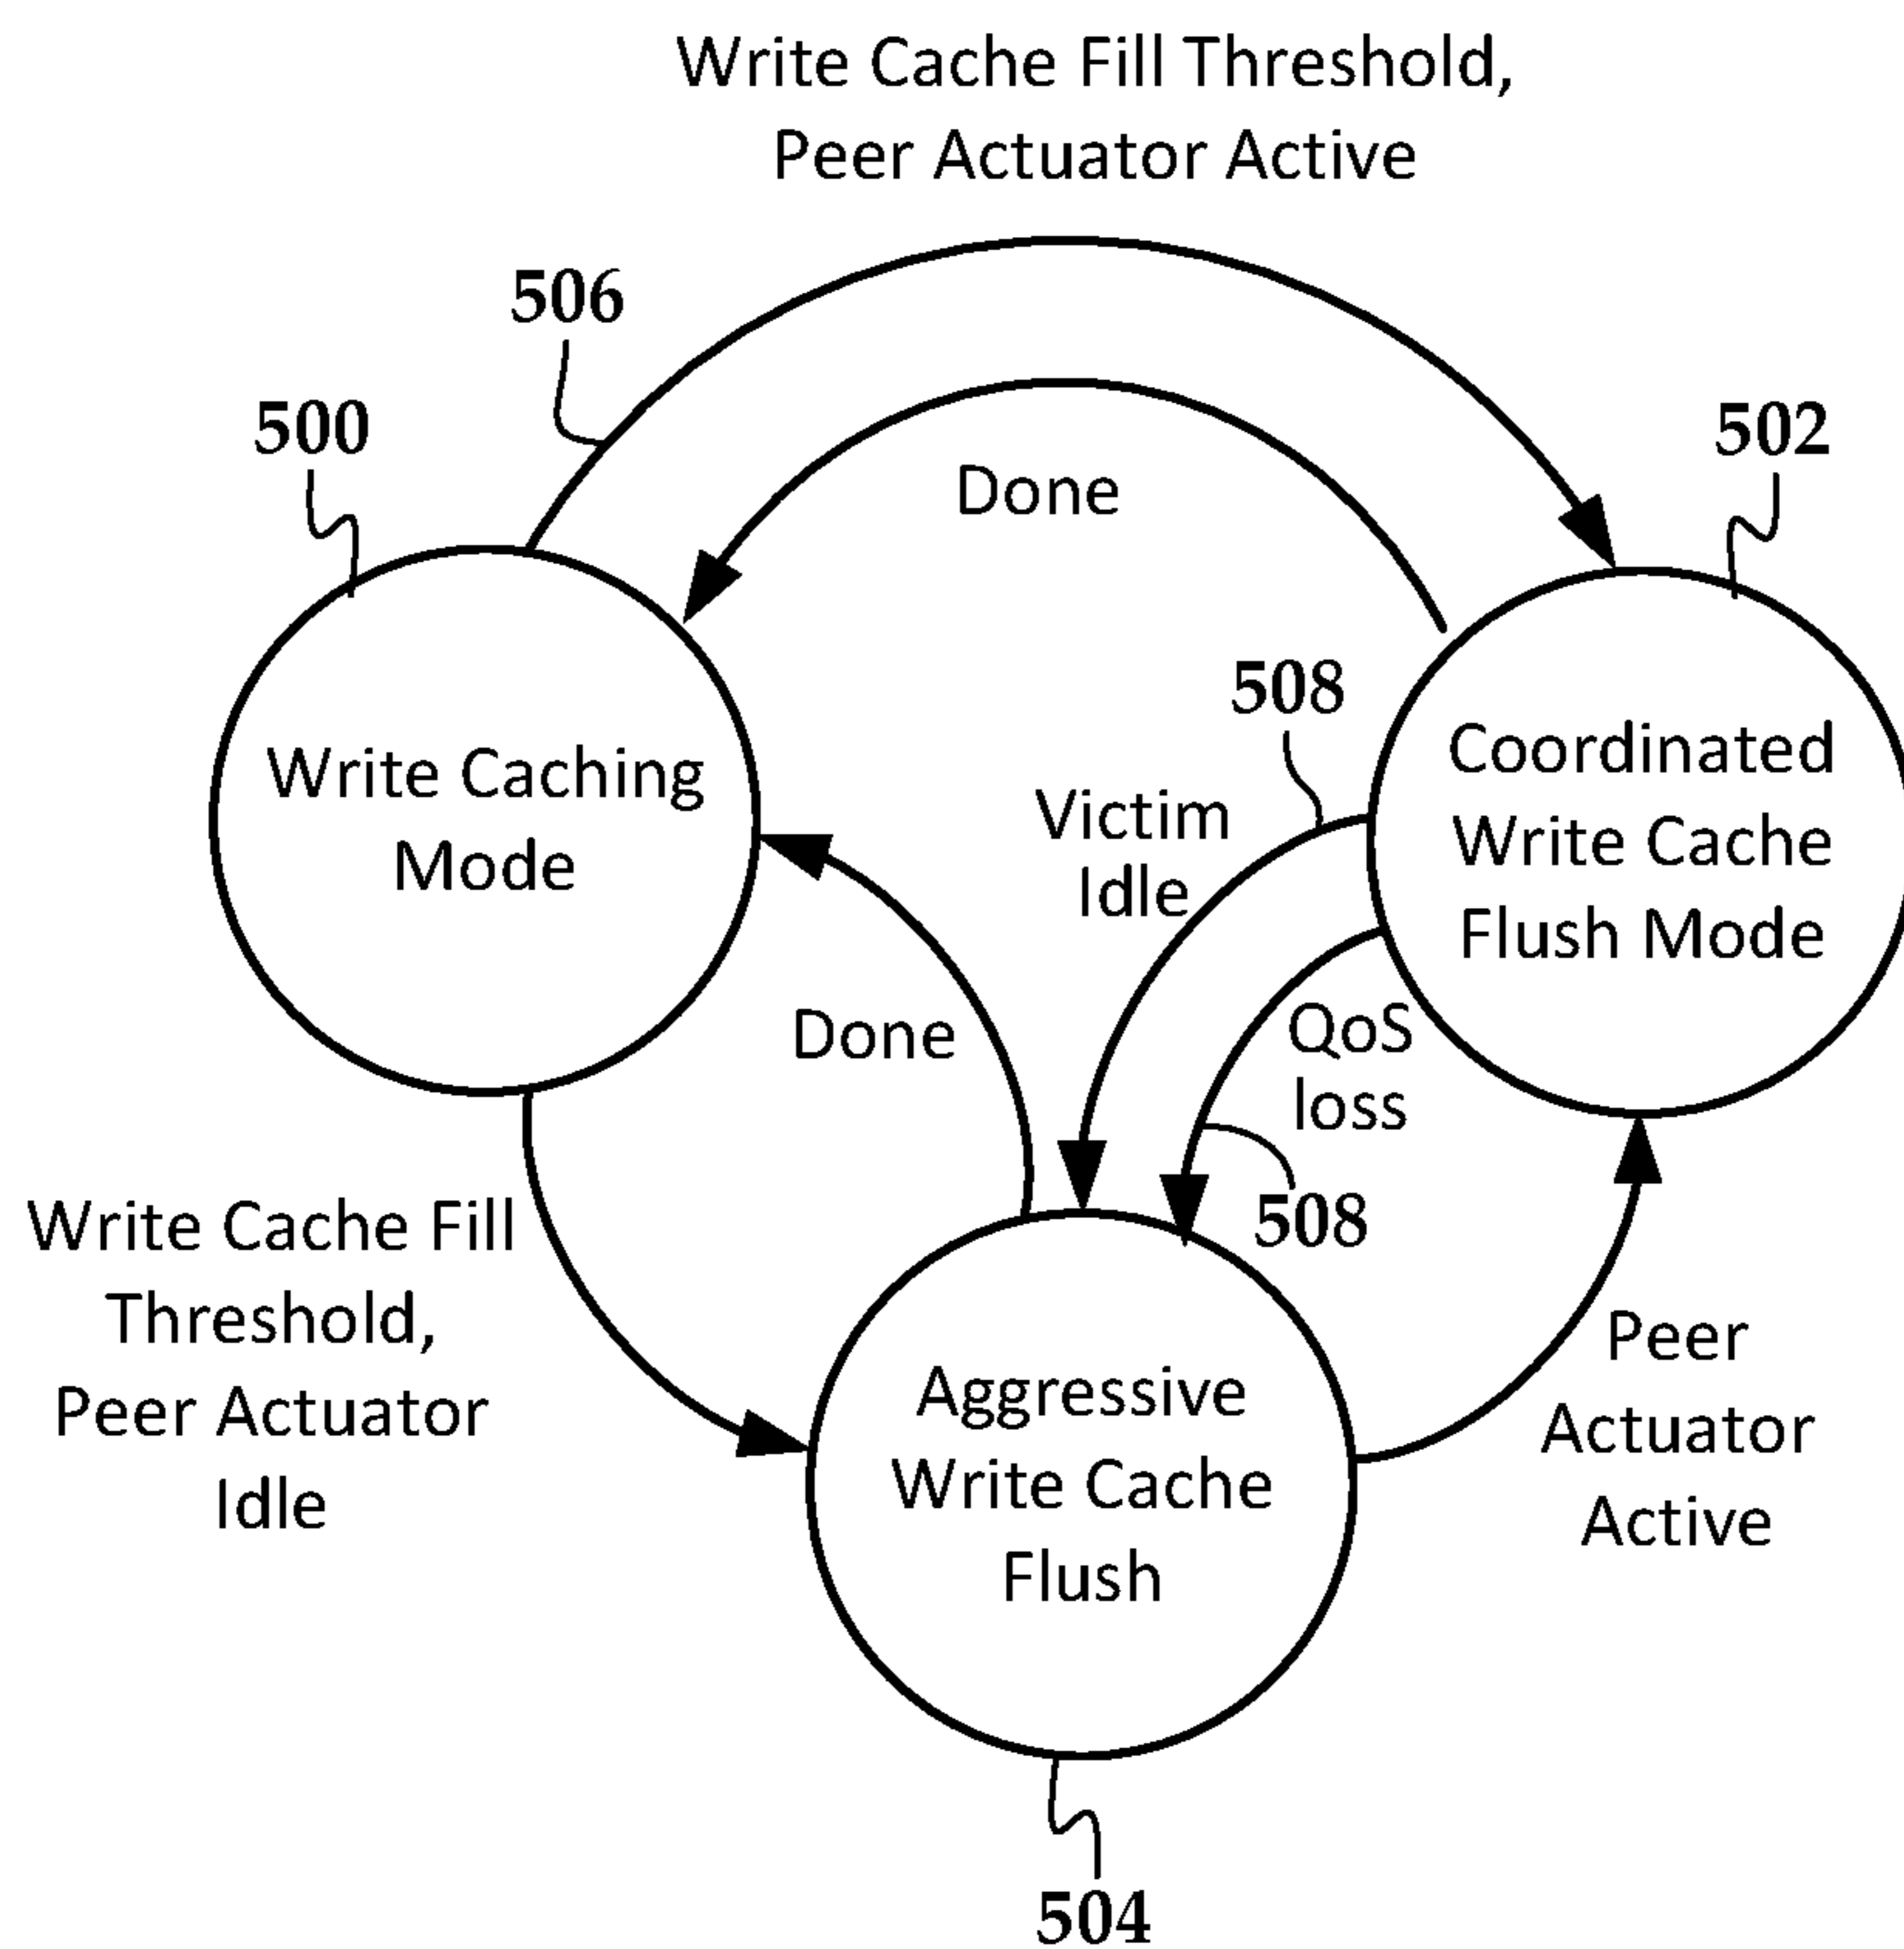 Write Cache Fill Threshold,
Peer Actuator Active
506
500
502
Done
508
Write Caching
Mode
Coordinated
Write Cache
Flush Mode
Victim
Idle
Done
QoS
loss
508
Write Cache Fill
Threshold,
Peer Actuator
Idle
Aggressive
Write Cache
Flush
Peer
Actuator
Active
504